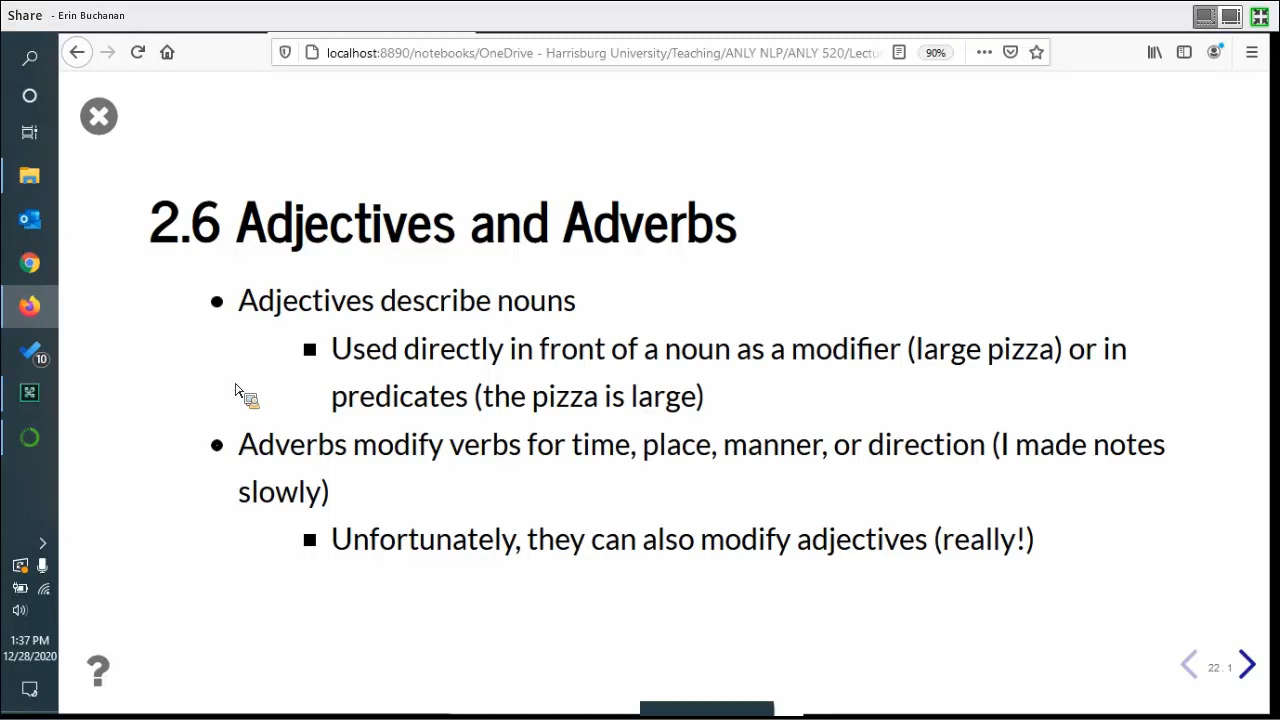 Share - Erin Buchanan
localhost:8890/notebooks/OneDrive - Harrisburg University/Teaching/ANLY NLP/ANLY 520/Lectu
90%
2.6 Adjectives and Adverbs
• Adjectives describe nouns
▪ Used directly in front of a noun as a modifier (large pizza) or in
predicates (the pizza is large)
• Adverbs modify verbs for time, place, manner, or direction (I made notes
slowly)
▪ Unfortunately, they can also modify adjectives (really!)
10
1:37 PM
12/28/2020
?
22.1